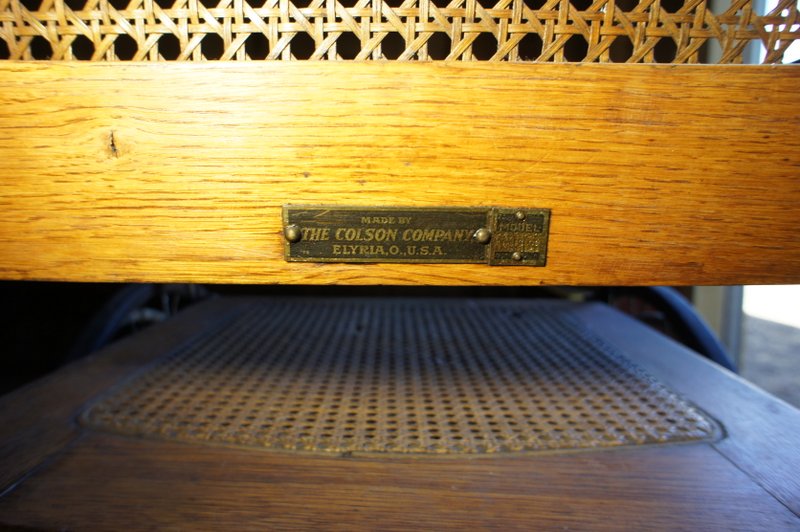 MADE BY
THE COLSON COMPANY
ELYRIA, O., U.S.A.
MODEL